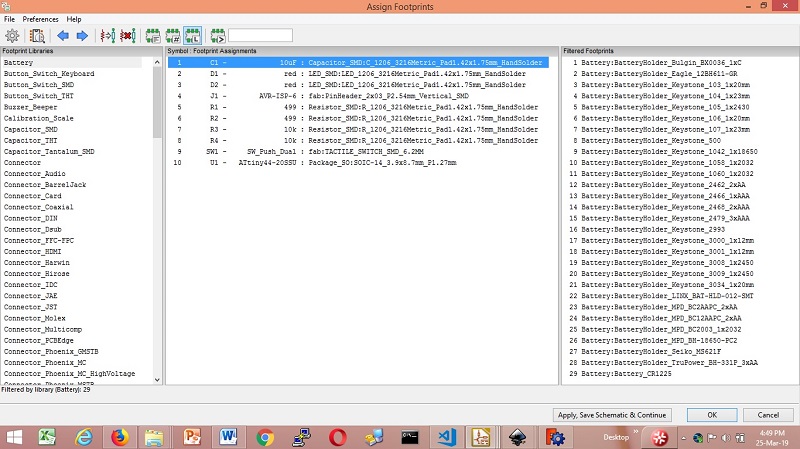 Assign Footprints
File Preferences Help
Footprint Libraries
Battery
Button_Switch_Keyboard
Button_Switch_SMD
Button_Switch_THT
Buzzer_Beeper
Calibration_Scale
Capacitor_SMD
Capacitor_THT
Capacitor_Tantalum_SMD
Connector
Connector_Audio
Connector_BarrelJack
Connector_Card
Connector_Coaxial
Connector_DIN
Connector_Dsub
Connector_FFC-FPC
Connector_HDMI
Connector_Harwin
Connector_Hirose
Connector_IDC
Connector_JAE
Connector_JST
Connector_Molex
Connector_Multicomp
Connector_PCBEdge
Connector_Phoenix_GMSTB
Connector_Phoenix_MC
Connector_Phoenix_MC_HighVoltage
Connector_Phoenix_MSTB
Symbol : Footprint Assignments
1 C1 - 10uF : Capacitor_SMD:C_1206_3216Metric_Pad1.42x1.75mm_HandSolder
2 D1 - red : LED_SMD:LED_1206_3216Metric_Pad1.42x1.75mm_HandSolder
3 D2 - red : LED_SMD:LED_1206_3216Metric_Pad1.42x1.75mm_HandSolder
4 J1 - AVR-ISP-6 : fab:PinHeader_2x03_P2.54mm_Vertical_SMD
5 R1 - 499 : Resistor_SMD:R_1206_3216Metric_Pad1.42x1.75mm_HandSolder
6 R2 - 499 : Resistor_SMD:R_1206_3216Metric_Pad1.42x1.75mm_HandSolder
7 R3 - 10k : Resistor_SMD:R_1206_3216Metric_Pad1.42x1.75mm_HandSolder
8 R4 - 10k : Resistor_SMD:R_1206_3216Metric_Pad1.42x1.75mm_HandSolder
9 SW1 - SW_Push_Dual : fab:TACTILE_SWITCH_SMD_6.2MM
10 U1 - ATtiny44-20SSU : Package_SO:SOIC-14_3.9x8.7mm_P1.27mm
Filtered Footprints
1 Battery:BatteryHolder_Bulgin_BX0036_1xC
2 Battery:BatteryHolder_Eagle_12BH611-GR
3 Battery:BatteryHolder_Keystone_103_1x20mm
4 Battery:BatteryHolder_Keystone_104_1x23mm
5 Battery:BatteryHolder_Keystone_105_1x2430
6 Battery:BatteryHolder_Keystone_106_1x20mm
7 Battery:BatteryHolder_Keystone_107_1x23mm
8 Battery:BatteryHolder_Keystone_500
9 Battery:BatteryHolder_Keystone_1042_1x18650
10 Battery:BatteryHolder_Keystone_1058_1x2032
11 Battery:BatteryHolder_Keystone_1060_1x2032
12 Battery:BatteryHolder_Keystone_2462_2xAA
13 Battery:BatteryHolder_Keystone_2466_1xAAA
14 Battery:BatteryHolder_Keystone_2468_2xAAA
15 Battery:BatteryHolder_Keystone_2479_3xAAA
16 Battery:BatteryHolder_Keystone_2993
17 Battery:BatteryHolder_Keystone_3000_1x12mm
18 Battery:BatteryHolder_Keystone_3001_1x12mm
19 Battery:BatteryHolder_Keystone_3008_1x2450
20 Battery:BatteryHolder_Keystone_3009_1x2450
21 Battery:BatteryHolder_Keystone_3034_1x20mm
22 Battery:BatteryHolder_LINX_BAT-HLD-012-SMT
23 Battery:BatteryHolder_MPD_BC2AAPC_2xAA
24 Battery:BatteryHolder_MPD_BC12AAPC_2xAA
25 Battery:BatteryHolder_MPD_BC2003_1x2032
26 Battery:BatteryHolder_MPD_BH-18650-PC2
27 Battery:BatteryHolder_Seiko_MS621F
28 Battery:BatteryHolder_TruPower_BH-331P_3xAA
29 Battery:Battery_CR1225
Filtered by library (Battery): 29
Apply, Save Schematic & Continue OK Cancel
Desktop
4:49 PM
25-Mar-19